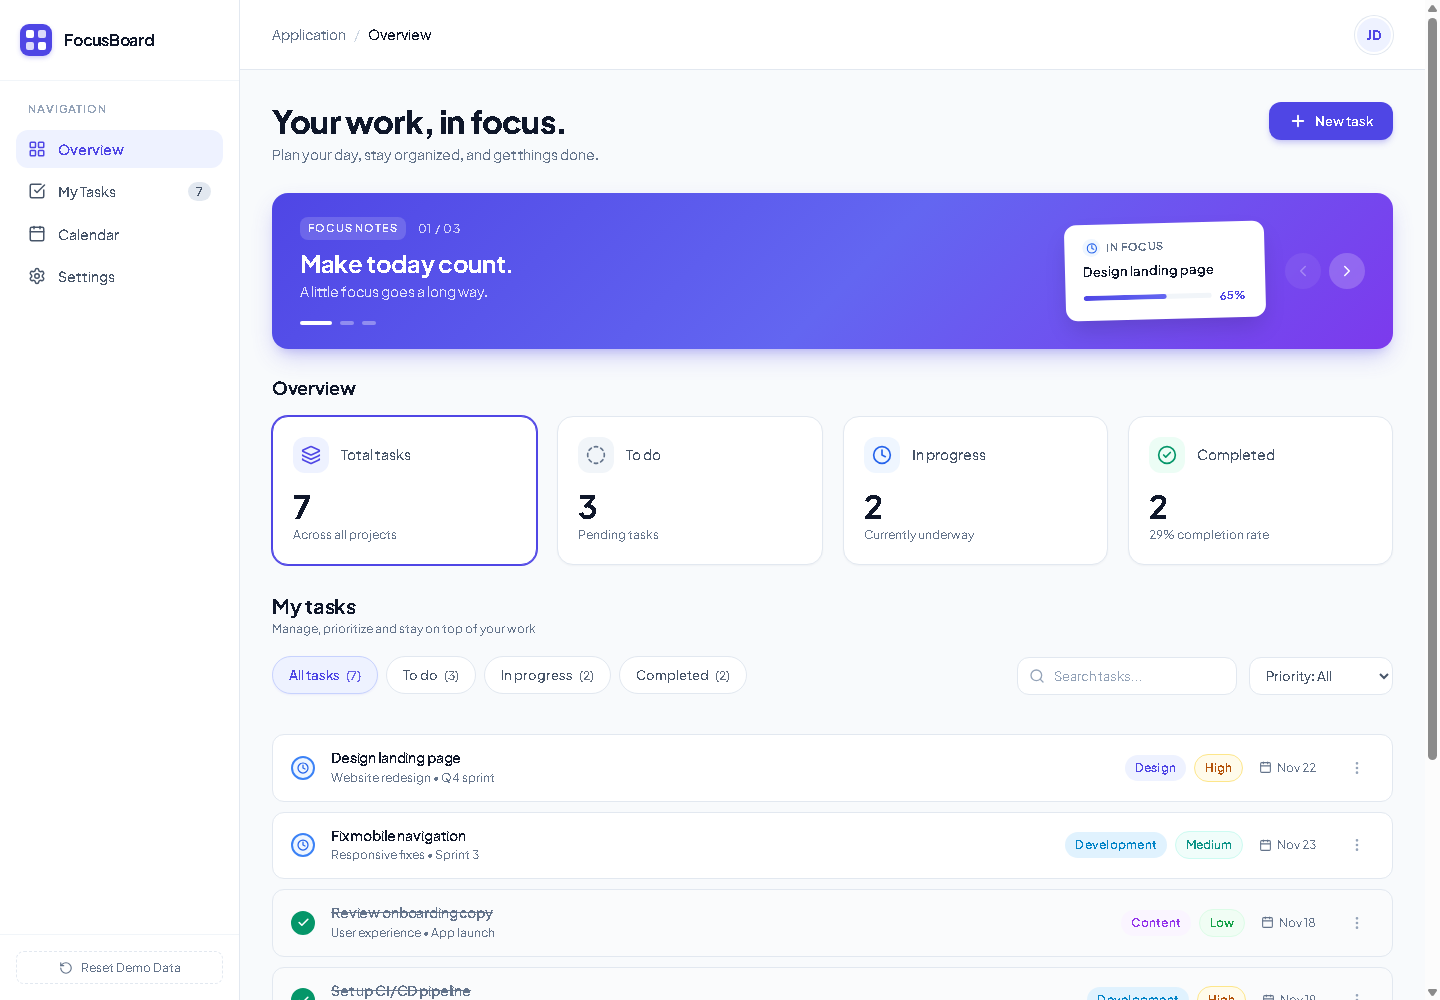 FocusBoard
NAVIGATION
Overview
My Tasks 7
Calendar
Settings
Reset Demo Data
Application / Overview
JD
Your work, in focus.
Plan your day, stay organized, and get things done.
New task
FOCUS NOTES 01 / 03
Make today count.
A little focus goes a long way.
IN FOCUS
Design landing page
65%
Overview
Total tasks
7
Across all projects
To do
3
Pending tasks
In progress
2
Currently underway
Completed
2
29% completion rate
My tasks
Manage, prioritize and stay on top of your work
All tasks (7)
To do (3)
In progress (2)
Completed (2)
Search tasks...
Priority: All
Design landing page
Website redesign • Q4 sprint
Design High Nov 22
Fix mobile navigation
Responsive fixes • Sprint 3
Development Medium Nov 23
Review onboarding copy
User experience • App launch
Content Low Nov 18
Setup CI/CD pipeline
Development High Nov 19